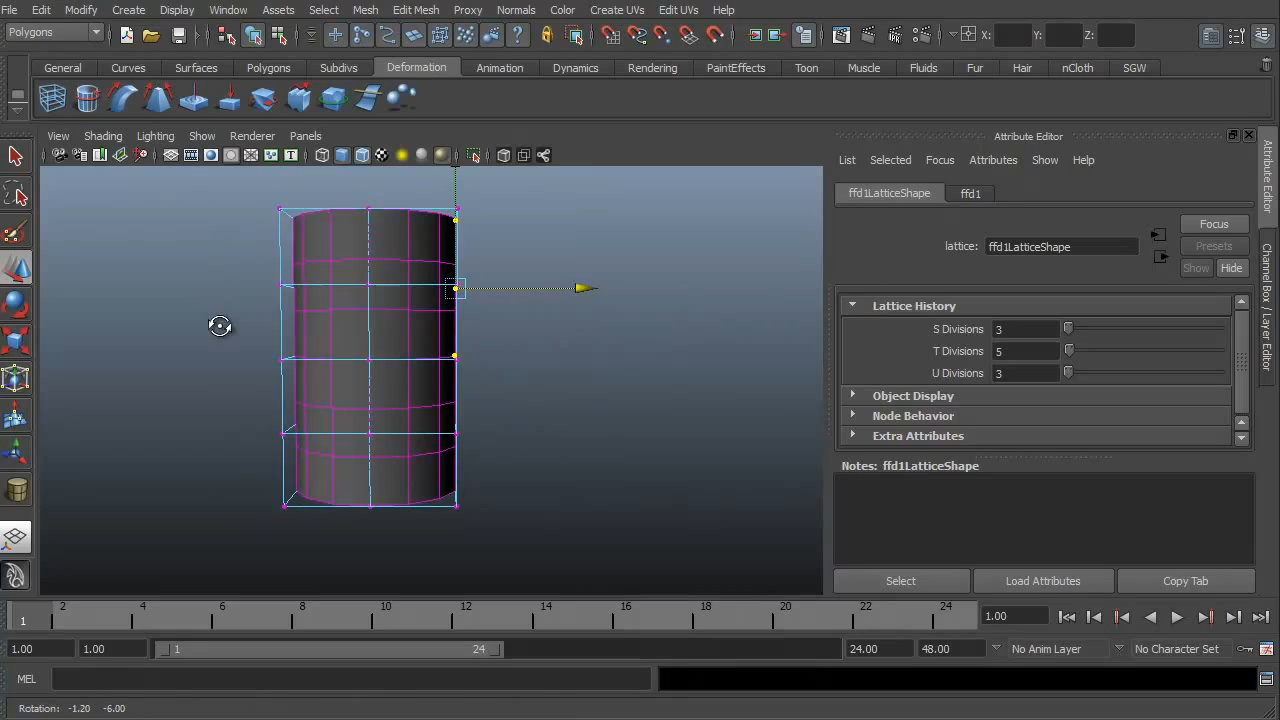 File Edit Modify Create Display Window Assets Select Mesh Edit Mesh Proxy Normals Color Create UVs Edit UVs Help
Polygons X: Y: Z:
General Curves Surfaces Polygons Subdivs Deformation Animation Dynamics Rendering PaintEffects Toon Muscle Fluids Fur Hair nCloth SGW
View Shading Lighting Show Renderer Panels
Attribute Editor
List Selected Focus Attributes Show Help
ffd1LatticeShape ffd1
Focus
lattice: ffd1LatticeShape Presets
Show Hide
Lattice History
S Divisions 3
T Divisions 5
U Divisions 3
Object Display
Node Behavior
Extra Attributes
Notes: ffd1LatticeShape
Select Load Attributes Copy Tab
Attribute Editor
Channel Box / Layer Editor
1 2 4 6 8 10 12 14 16 18 20 22 24 1.00
1.00 1.00 1 24 24.00 48.00 No Anim Layer No Character Set
MEL
Rotation: -1.20 -6.00